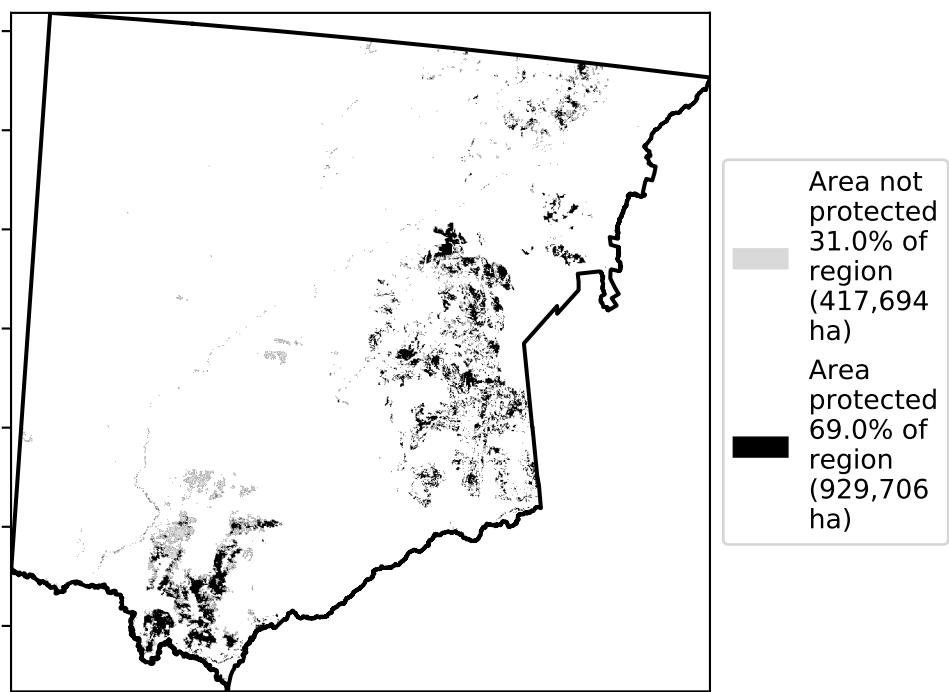 Area not
protected
31.0% of
region
(417,694
ha)
Area
protected
69.0% of
region
(929,706
ha)